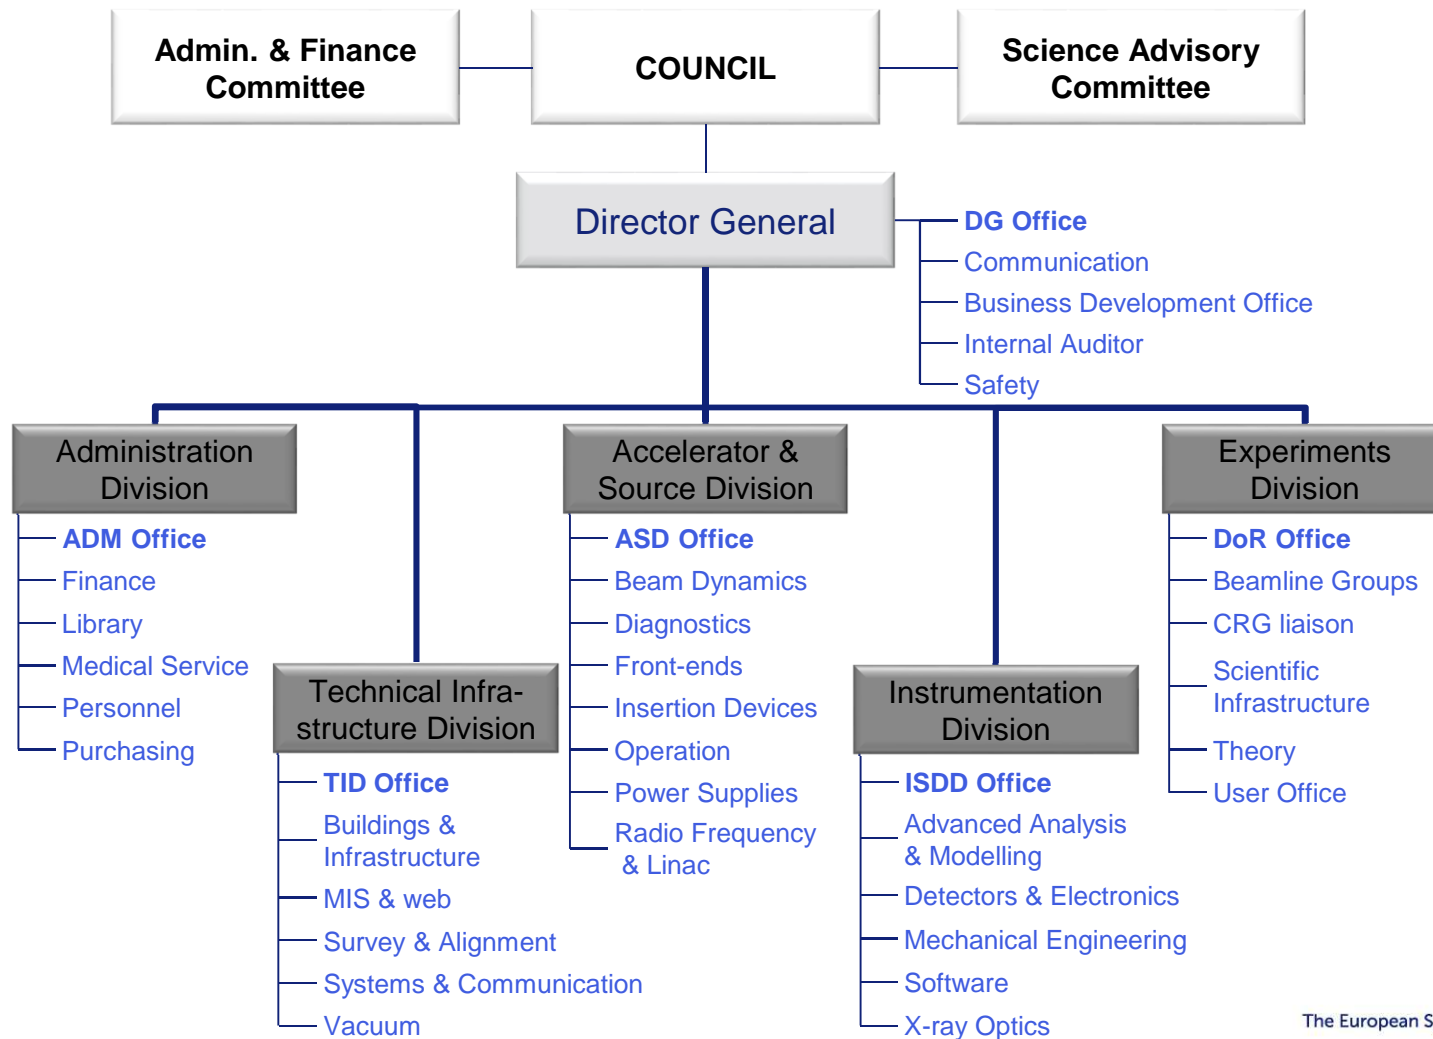 Admin. & Finance
Committee
COUNCIL
Science Advisory
Committee
Director General
DG Office
Communication
Business Development Office
Internal Auditor
Safety
Administration
Division
ADM Office
Finance
Library
Medical Service
Personnel
Purchasing
Technical Infra-
structure Division
TID Office
Buildings &
Infrastructure
MIS & web
Survey & Alignment
Systems & Communication
Vacuum
Accelerator &
Source Division
ASD Office
Beam Dynamics
Diagnostics
Front-ends
Insertion Devices
Operation
Power Supplies
Radio Frequency
& Linac
Instrumentation
Division
ISDD Office
Advanced Analysis
& Modelling
Detectors & Electronics
Mechanical Engineering
Software
X-ray Optics
Experiments
Division
DoR Office
Beamline Groups
CRG liaison
Scientific
Infrastructure
Theory
User Office
The European S